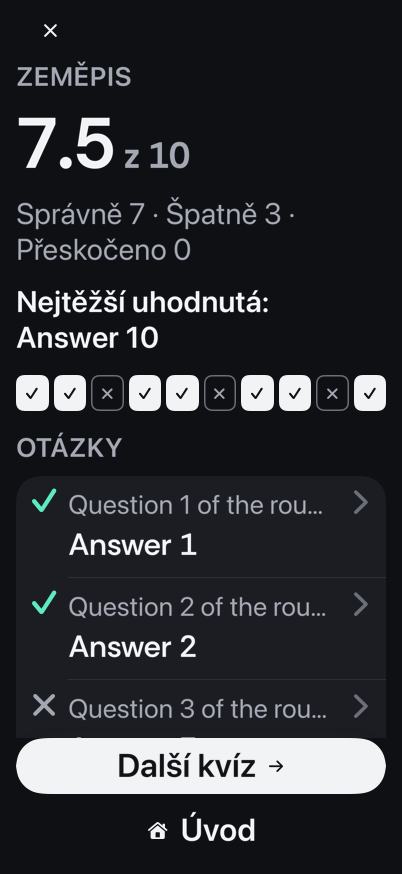 ZEMĚPIS
7.5 z 10
Správně 7 · Špatně 3 ·
Přeskočeno 0
Nejtěžší uhodnutá:
Answer 10
OTÁZKY
Question 1 of the rou...
Answer 1
Question 2 of the rou...
Answer 2
Question 3 of the rou...
Další kvíz →
Úvod